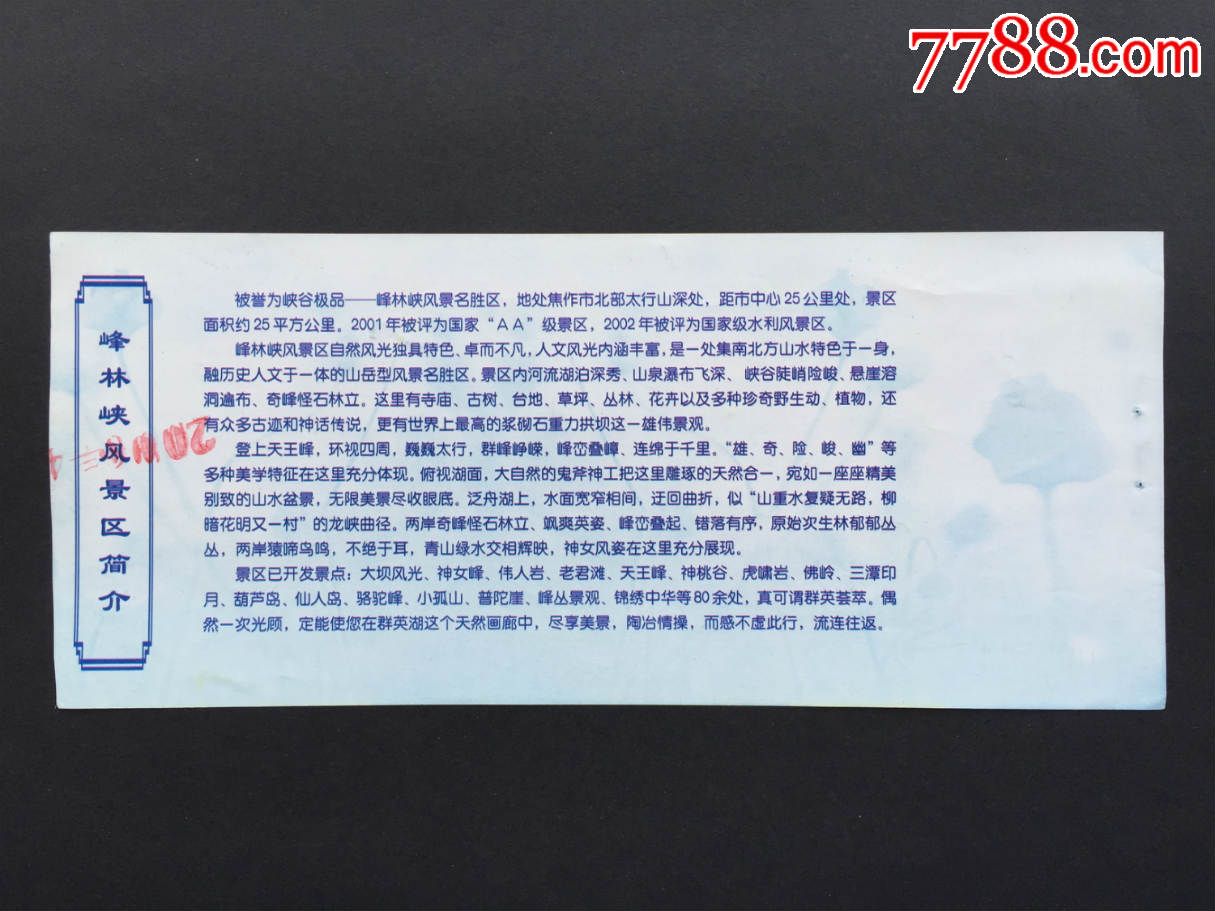 7788.com
峰林峡风景区简介
被誉为峡谷极品——峰林峡风景名胜区，地处焦作市北部太行山深处，距市中心25公里处，景区
面积约25平方公里。2001年被评为国家“AA”级景区，2002年被评为国家级水利风景区。
峰林峡风景区自然风光独具特色、卓而不凡，人文风光内涵丰富，是一处集南北方山水特色于一身，
融历史人文于一体的山岳型风景名胜区。景区内河流湖泊深秀、山泉瀑布飞深、峡谷陡峭险峻、悬崖溶
洞遍布、奇峰怪石林立。这里有寺庙、古树、台地、草坪、丛林、花卉以及多种珍奇野生动、植物，还
有众多古迹和神话传说，更有世界上最高的浆砌石重力拱坝这一雄伟景观。
登上天王峰，环视四周，巍巍太行，群峰峥嵘，峰峦叠嶂、连绵于千里。“雄、奇、险、峻、幽”等
多种美学特征在这里充分体现。俯视湖面，大自然的鬼斧神工把这里雕琢的天然合一，宛如一座座精美
别致的山水盆景，无限美景尽收眼底。泛舟湖上，水面宽窄相间，迂回曲折，似“山重水复疑无路，柳
暗花明又一村”的龙峡曲径。两岸奇峰怪石林立、飒爽英姿、峰峦叠起、错落有序，原始次生林郁郁丛
丛，两岸猿啼鸟鸣，不绝于耳，青山绿水交相辉映，神女风姿在这里充分展现。
景区已开发景点：大坝风光、神女峰、伟人岩、老君滩、天王峰、神桃谷、虎啸岩、佛岭、三潭印
月、葫芦岛、仙人岛、骆驼峰、小孤山、普陀崖、峰丛景观、锦绣中华等80余处，真可谓群英荟萃。偶
然一次光顾，定能使您在群英湖这个天然画廊中，尽享美景，陶冶情操，而感不虚此行，流连往返。